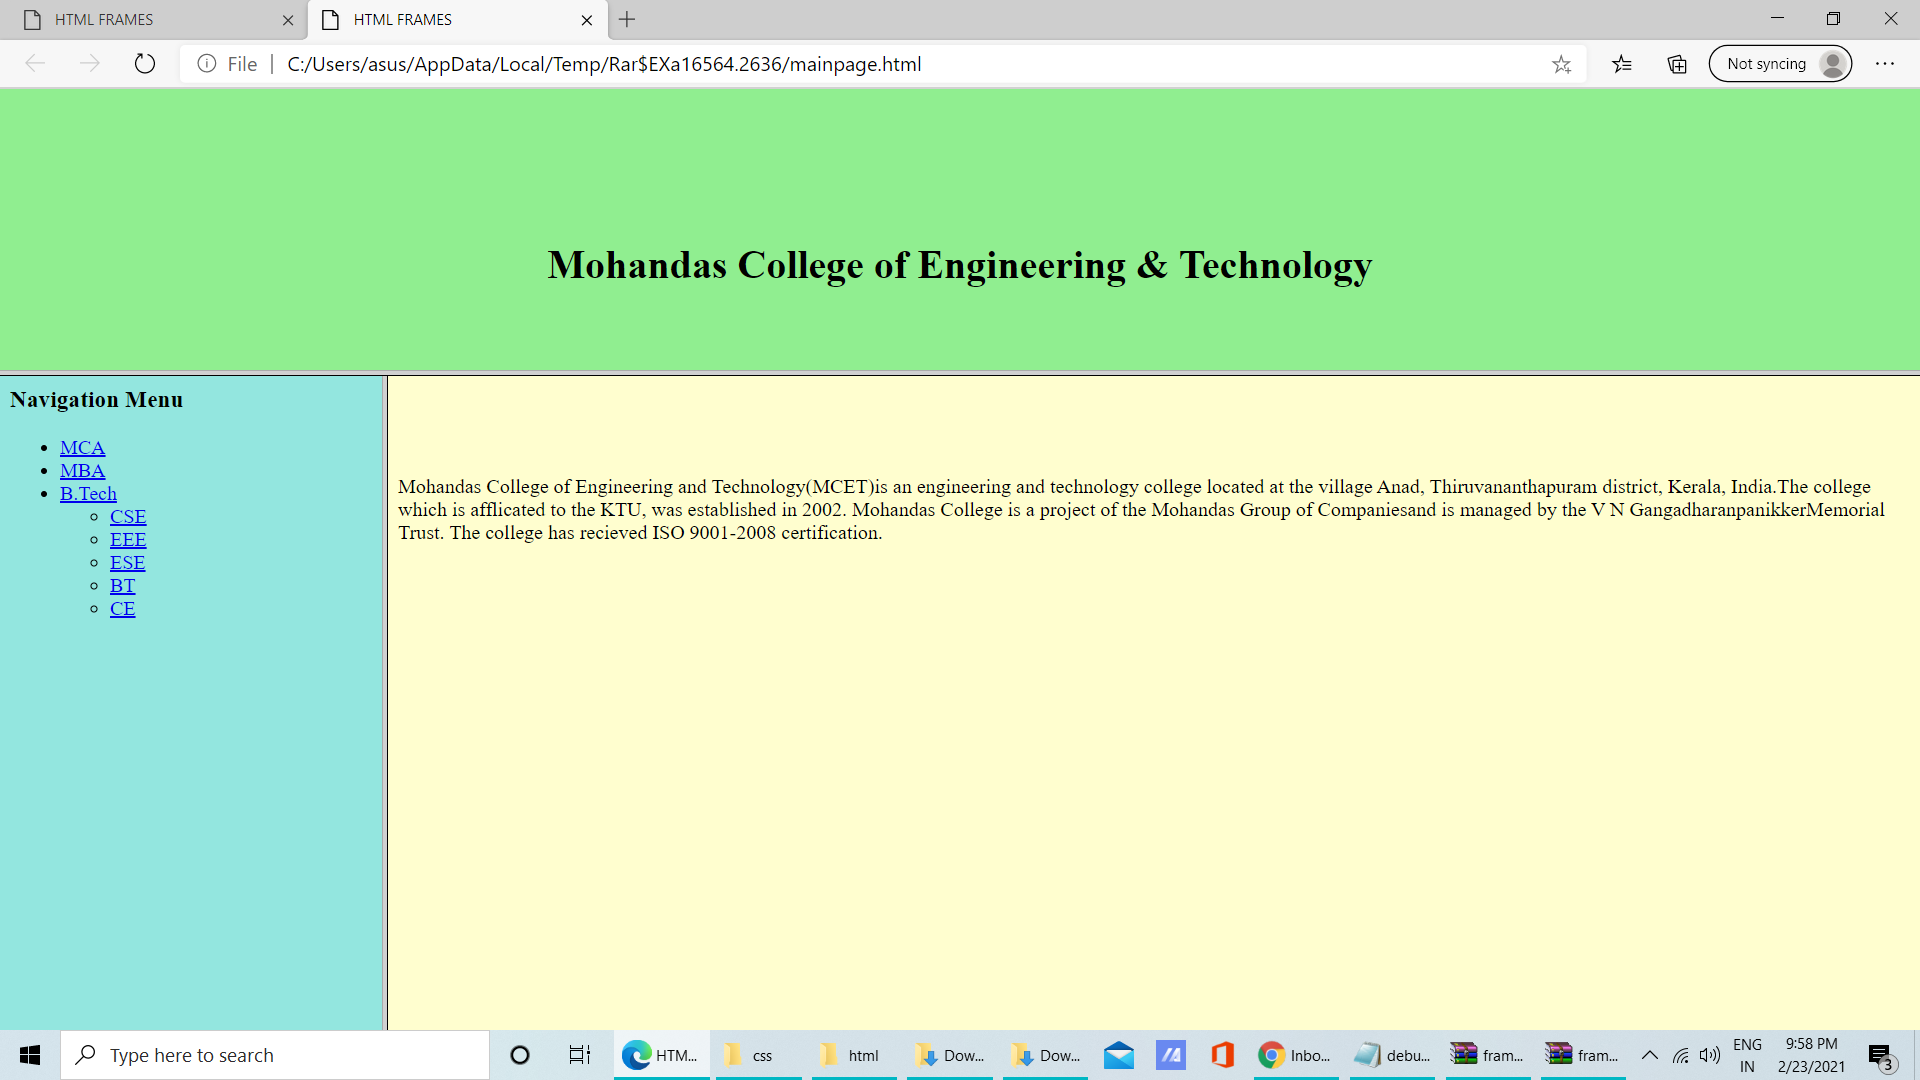 HTML FRAMES
HTML FRAMES
File
C:/Users/asus/AppData/Local/Temp/Rar$EXa16564.2636/mainpage.html
Not syncing
Mohandas College of Engineering & Technology
Navigation Menu
MCA
MBA
B.Tech
CSE
EEE
ESE
BT
CE
Mohandas College of Engineering and Technology(MCET)is an engineering and technology college located at the village Anad, Thiruvananthapuram district, Kerala, India.The college
which is afflicated to the KTU, was established in 2002. Mohandas College is a project of the Mohandas Group of Companiesand is managed by the V N GangadharanpanikkerMemorial
Trust. The college has recieved ISO 9001-2008 certification.
Type here to search
HTM...
css
html
Dow...
Dow...
Inbo...
debu...
fram...
fram...
ENG
IN
9:58 PM
2/23/2021
3